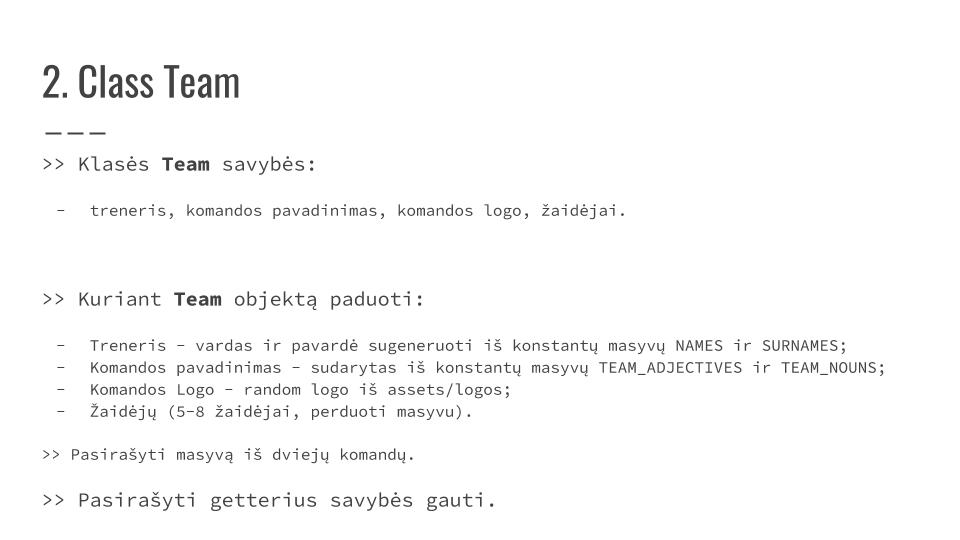 2. Class Team
>> Klasės Team savybės:
- treneris, komandos pavadinimas, komandos logo, žaidėjai.
>> Kuriant Team objektą paduoti:
- Treneris - vardas ir pavardė sugeneruoti iš konstantų masyvų NAMES ir SURNAMES;
- Komandos pavadinimas - sudarytas iš konstantų masyvų TEAM_ADJECTIVES ir TEAM_NOUNS;
- Komandos Logo - random logo iš assets/logos;
- Žaidėjų (5-8 žaidėjai, perduoti masyvu).
>> Pasirašyti masyvą iš dviejų komandų.
>> Pasirašyti getterius savybės gauti.